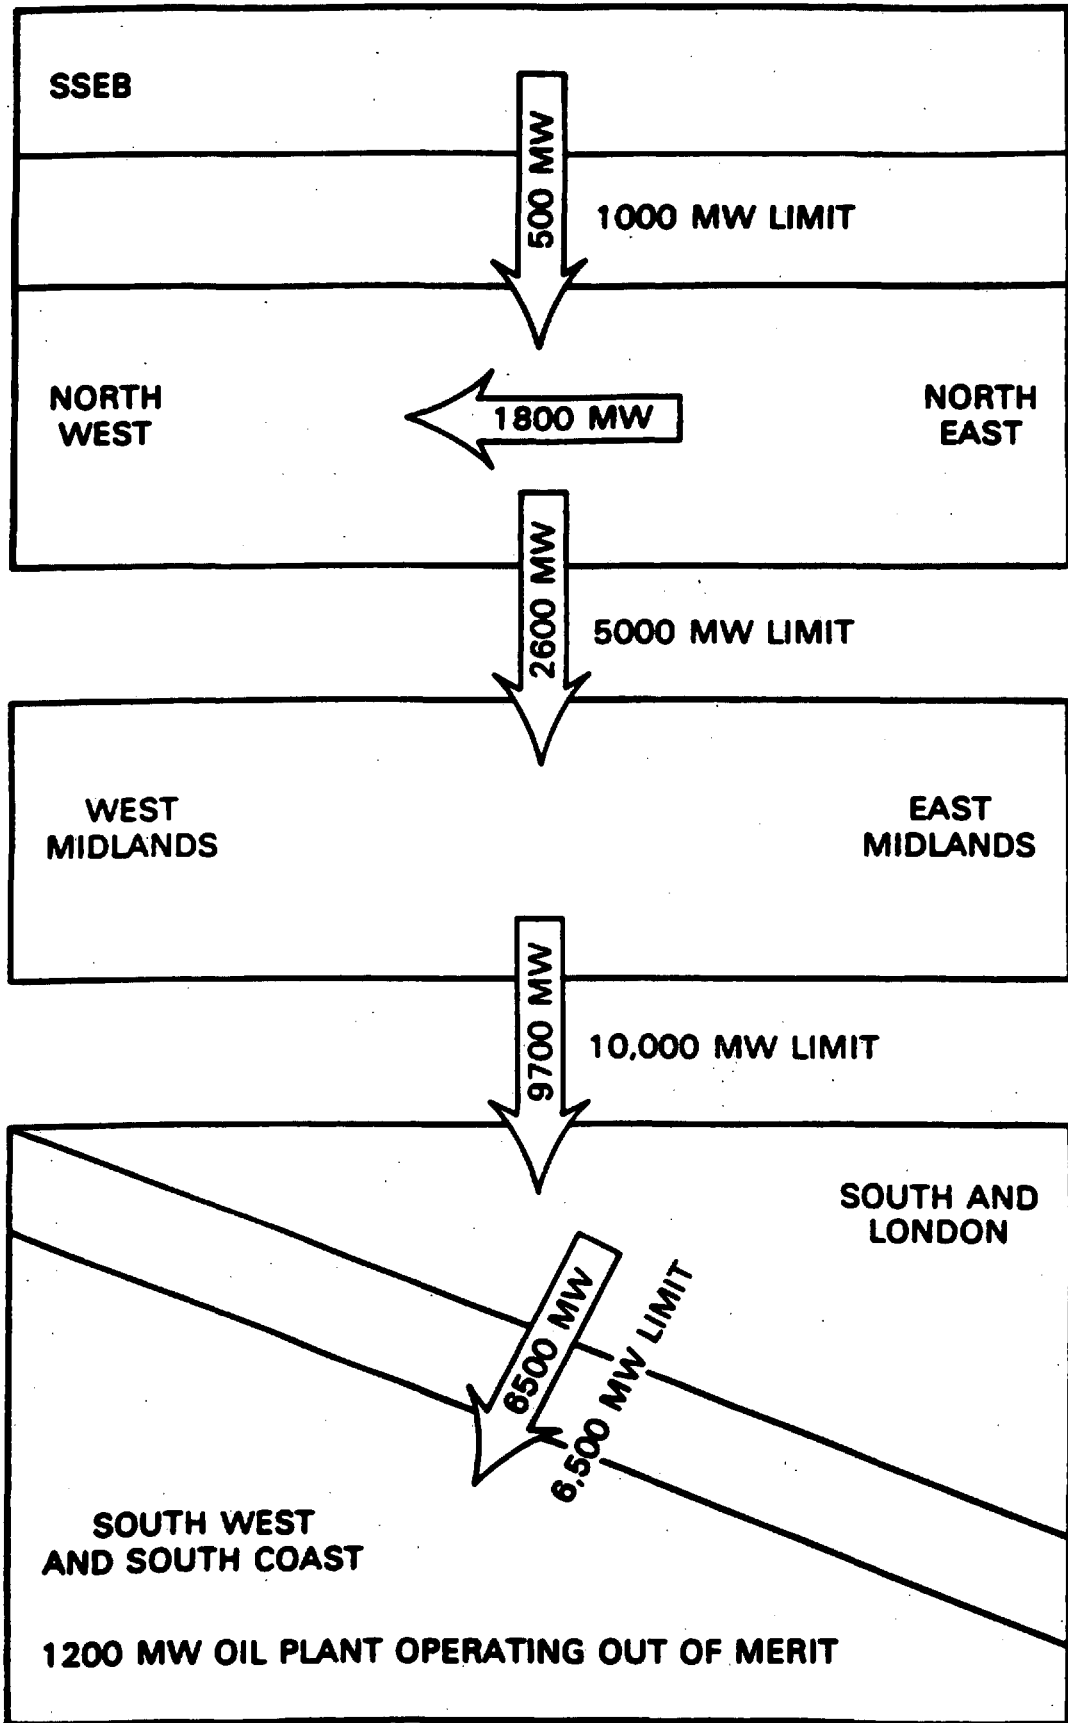 SSEB
500 MW
1000 MW LIMIT
NORTH
WEST
1800 MW
NORTH
EAST
2600 MW
5000 MW LIMIT
WEST
MIDLANDS
EAST
MIDLANDS
9700 MW
10,000 MW LIMIT
SOUTH AND
LONDON
6500 MW
6,500 MW LIMIT
SOUTH WEST
AND SOUTH COAST
1200 MW OIL PLANT OPERATING OUT OF MERIT